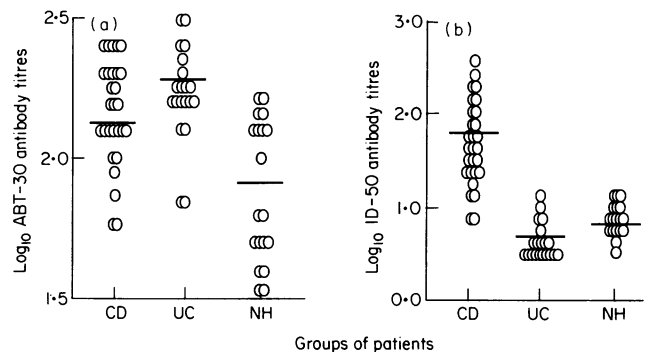 (a)
2·5
2·0
1·5
Log10 ABT-30 antibody titres
CD UC NH
(b)
3·0
2·0
1·0
0·0
Log10 ID-50 antibody titres
CD UC NH
Groups of patients